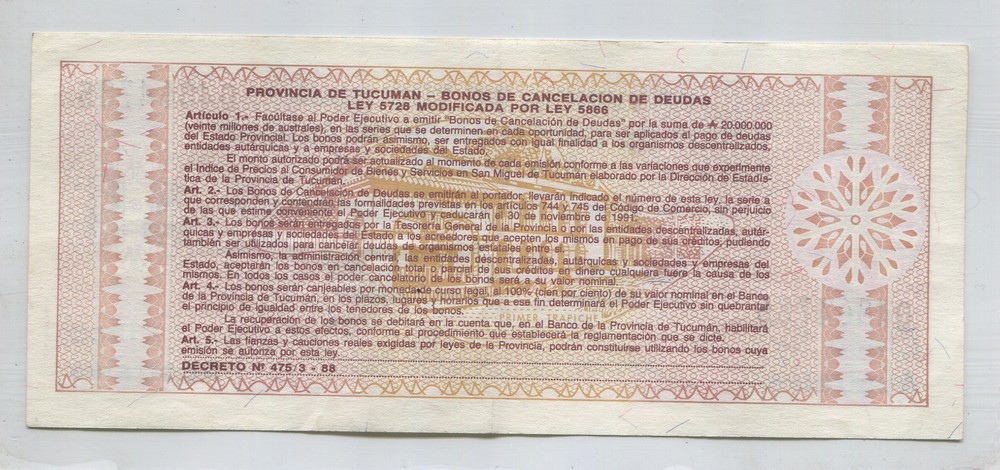 PROVINCIA DE TUCUMAN – BONOS DE CANCELACION DE DEUDAS
LEY 5728 MODIFICADA POR LEY 5866
Artículo 1.- Facúltase al Poder Ejecutivo a emitir "Bonos de Cancelación de Deudas" por la suma de ₳ 20.000.000
(veinte millones de australes), en las series que se determinen en cada oportunidad, para ser aplicados al pago de deudas
del Estado Provincial. Los bonos podrán asimismo, ser entregados con igual finalidad a los organismos descentralizados,
entidades autárquicas y a empresas y sociedades del Estado.
El monto autorizado podrá ser actualizado al momento de cada emisión conforme a las variaciones que experimente
el Indice de Precios al Consumidor de Bienes y Servicios en San Miguel de Tucumán elaborado por la Dirección de Estadís-
tica de la Provincia de Tucumán.
Art. 2.- Los Bonos de Cancelación de Deudas se emitirán al portador, llevarán indicado el número de esta ley, la serie a
que corresponden y contendrán las formalidades previstas en los artículos 744 y 745 del Código de Comercio, sin perjuicio
de las que estime conveniente el Poder Ejecutivo y caducarán el 30 de noviembre de 1991.
Art. 3.- Los bonos serán entregados por la Tesorería General de la Provincia o por las entidades descentralizadas, autár-
quicas y empresas y sociedades del Estado a los acreedores que acepten los mismos en pago de sus créditos, pudiendo
también ser utilizados para cancelar deudas de organismos estatales entre sí.
Asimismo, la administración central, las entidades descentralizadas, autárquicas y sociedades y empresas del
Estado, aceptarán los bonos en cancelación total o parcial de sus créditos en dinero cualquiera fuere la causa de los
mismos. En todos los casos el poder cancelatorio de los bonos será a su valor nominal.
Art. 4.- Los bonos serán canjeables por moneda de curso legal, al 100% (cien por ciento) de su valor nominal en el Banco
de la Provincia de Tucumán, en los plazos, lugares y horarios que a ese fin determinará el Poder Ejecutivo sin quebrantar
el principio de igualdad entre los tenedores de los bonos.
PRIMER TRAPICHE
La recuperación de los bonos se debitará en la cuenta que, en el Banco de la Provincia de Tucumán, habilitará
el Poder Ejecutivo a estos efectos, conforme al procedimiento que establecerá la reglamentación que se dicte.
Art. 5.- Las fianzas y cauciones reales exigidas por leyes de la Provincia, podrán constituirse utilizando los bonos cuya
emisión se autoriza por esta ley.
DECRETO Nº 475/3 - 88